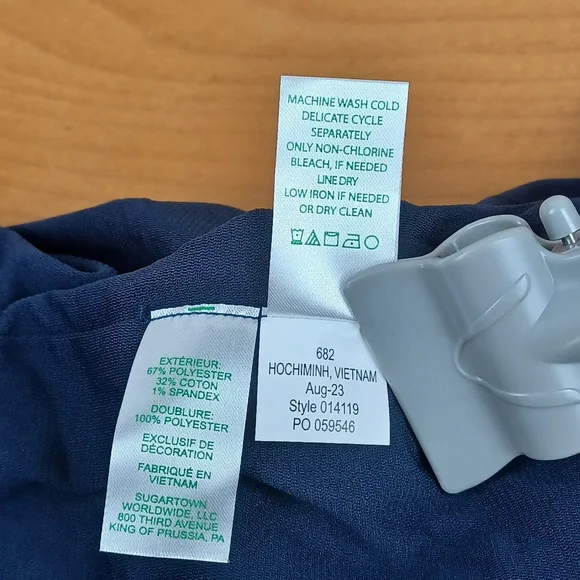 MACHINE WASH COLD
DELICATE CYCLE
SEPARATELY
ONLY NON-CHLORINE
BLEACH, IF NEEDED
LINE DRY
LOW IRON IF NEEDED
OR DRY CLEAN
682
HOCHIMINH, VIETNAM
Aug-23
Style 014119
PO 059546
EXTÉRIEUR:
67% POLYESTER
32% COTON
1% SPANDEX
DOUBLURE:
100% POLYESTER
EXCLUSIF DE
DÉCORATION
FABRIQUÉ EN
VIETNAM
SUGARTOWN
WORLDWIDE, LLC
800 THIRD AVENUE
KING OF PRUSSIA, PA